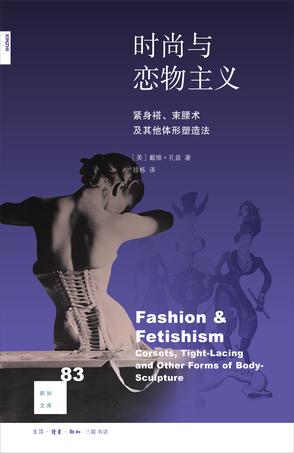 XINZHI
时尚与
恋物主义
紧身褡、束腰术
及其他体形塑造法
［美］戴维·孔兹 著
珍栎 译
Fashion &
Fetishism
Corsets, Tight-Lacing
and Other Forms of Body-
Sculpture
83
新知
文库
生活·读书·新知 三联书店